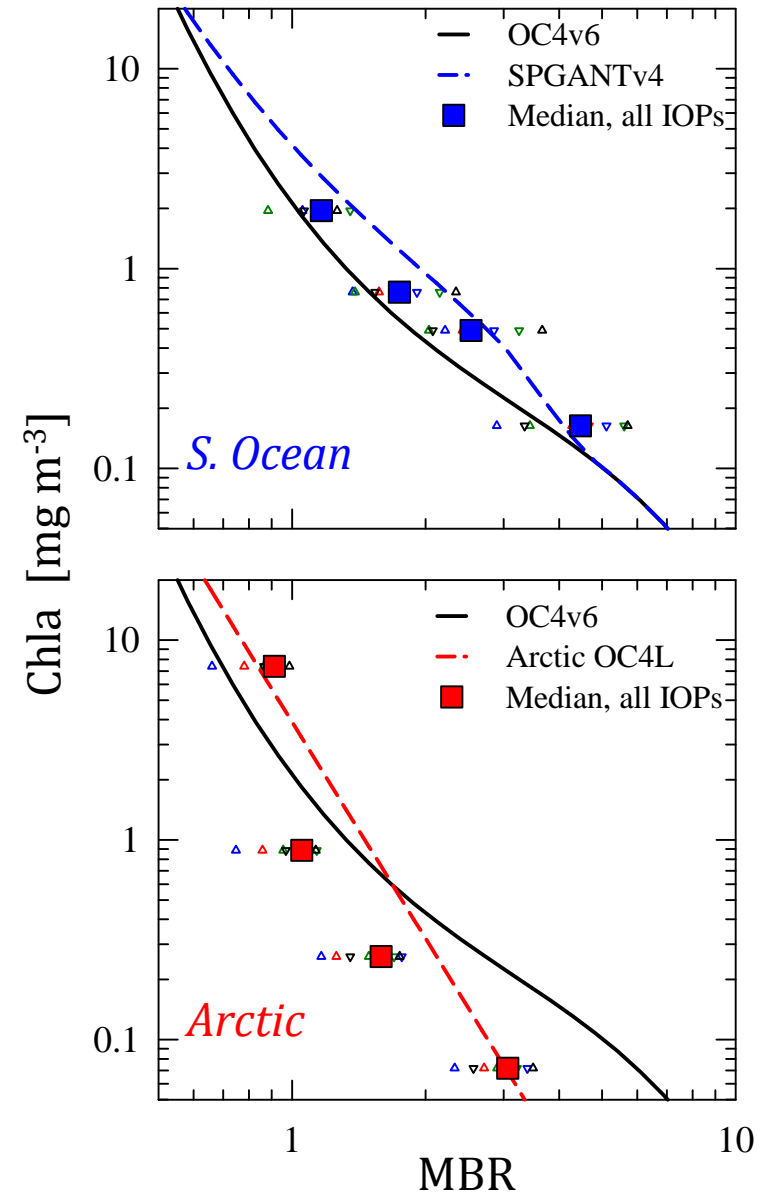 OC4v6
SPGANTv4
Median, all IOPs
10
1
0.1
S. Ocean
Chla [mg m-3]
OC4v6
Arctic OC4L
Median, all IOPs
10
1
0.1
Arctic
1
10
MBR